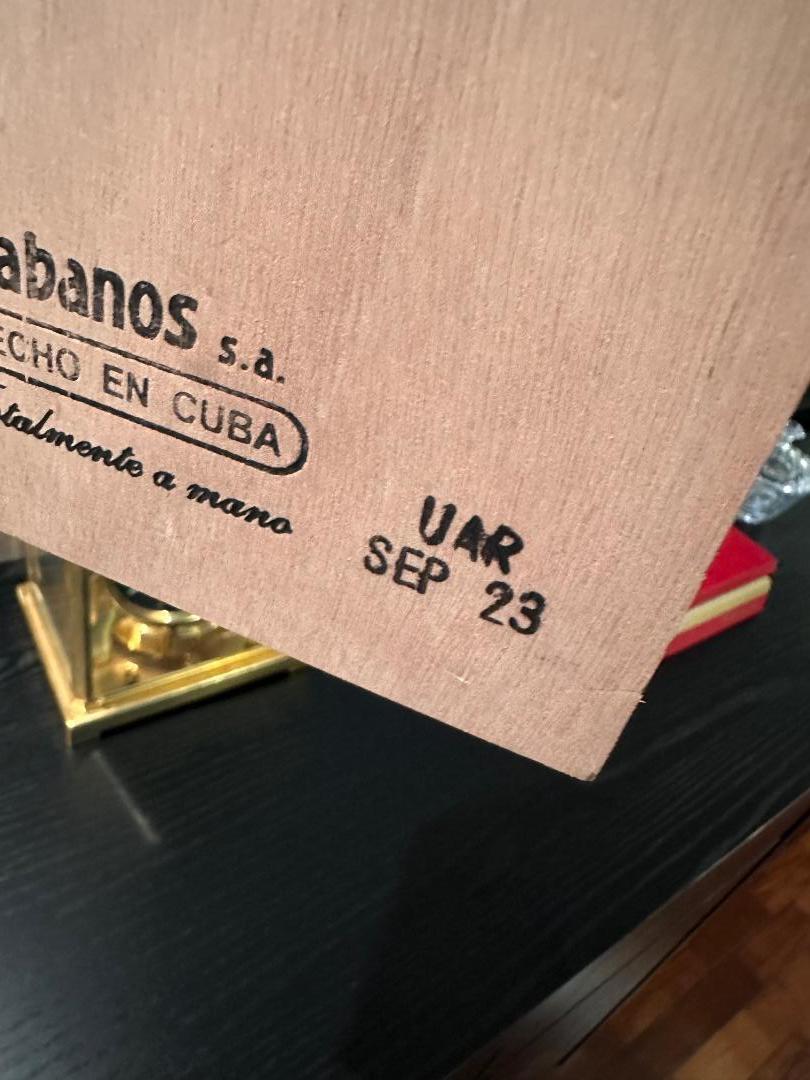 abanos s.a.
ECHO EN CUBA
talmente a mano
UAR
SEP 23